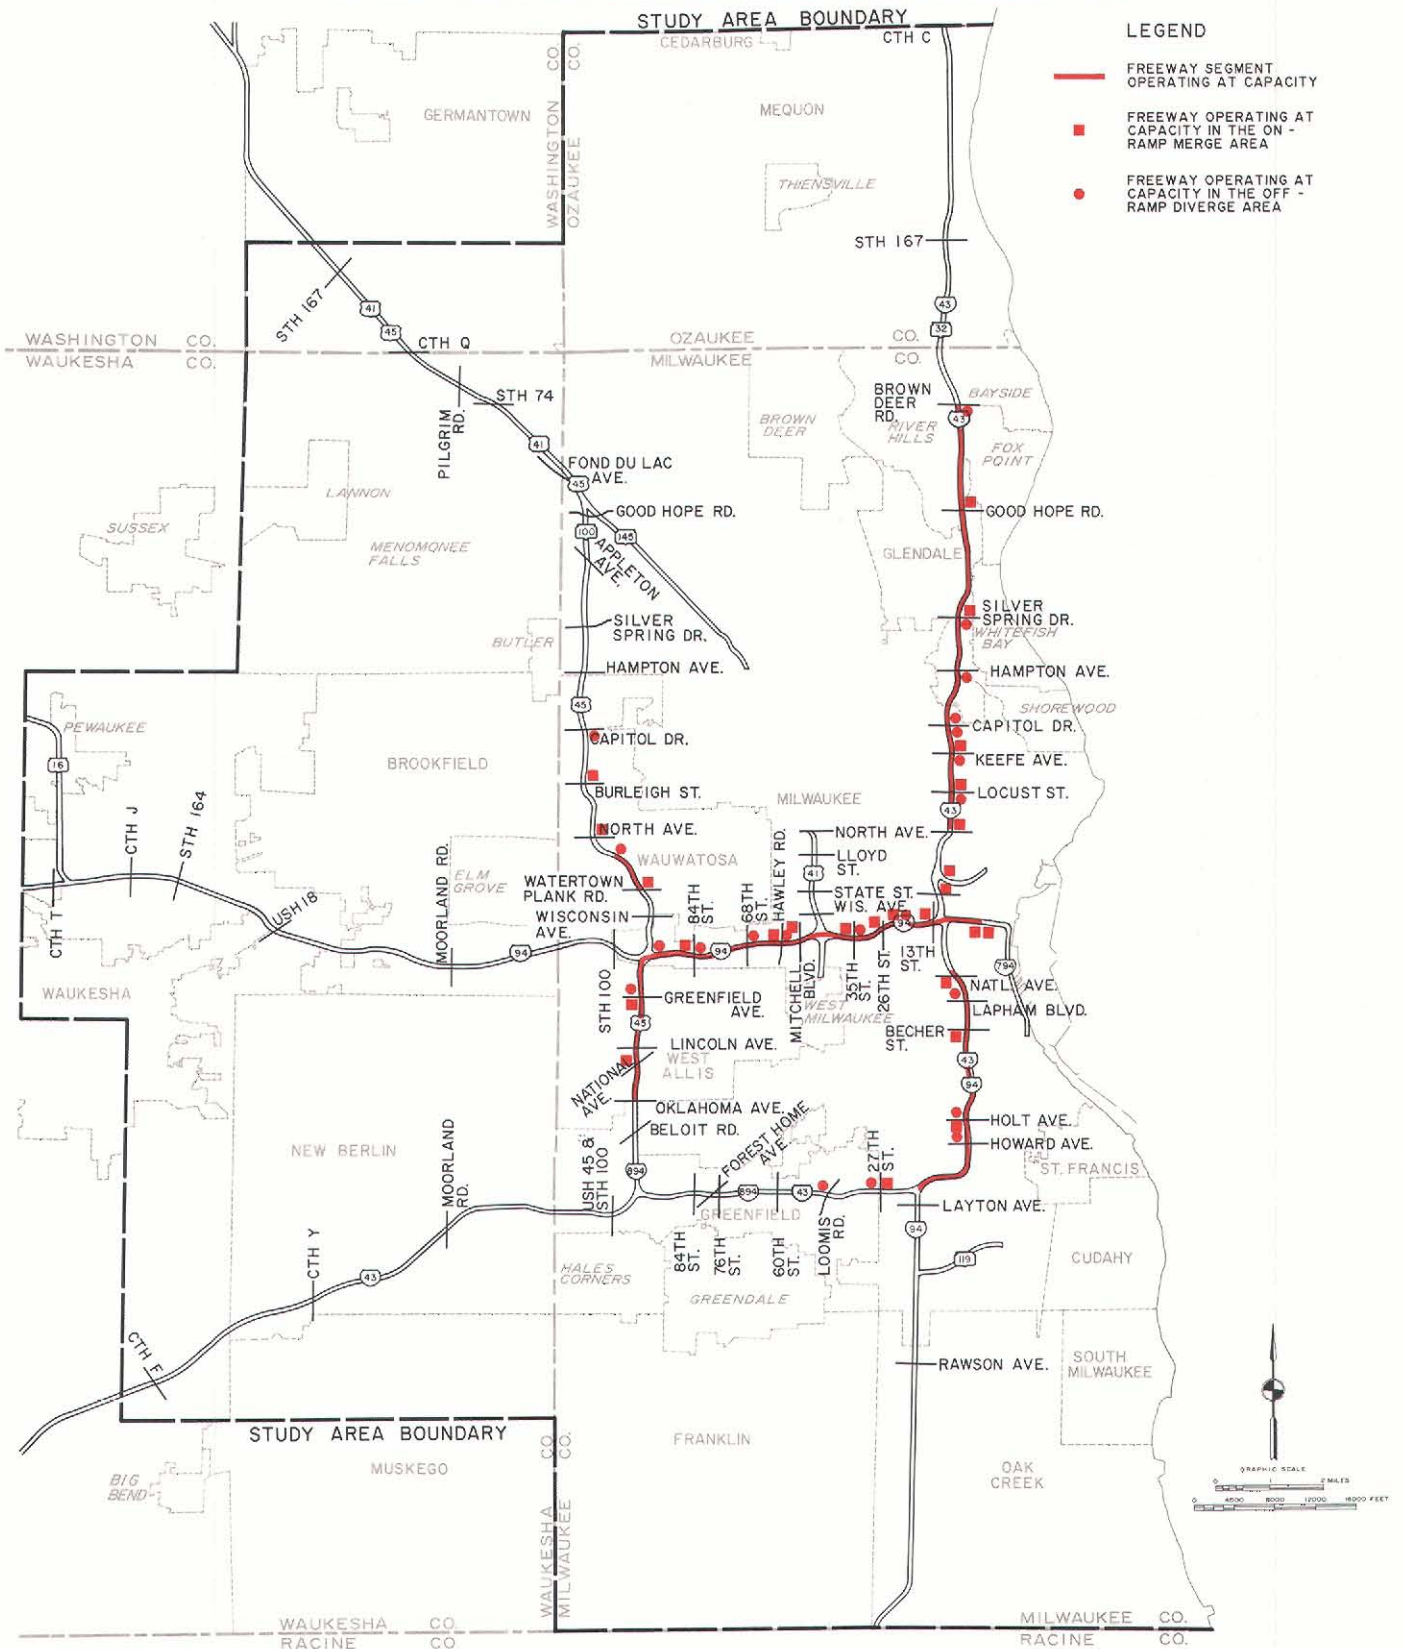 STUDY AREA BOUNDARY
CTH C
CEDARBURG
LEGEND
FREEWAY SEGMENT
OPERATING AT CAPACITY
FREEWAY OPERATING AT
CAPACITY IN THE ON -
RAMP MERGE AREA
FREEWAY OPERATING AT
CAPACITY IN THE OFF -
RAMP DIVERGE AREA
GERMANTOWN
WASHINGTON CO.
OZAUKEE CO.
MEQUON
THIENSVILLE
STH 167
STH 167
41
45
43
32
CTH Q
WASHINGTON CO.
WAUKESHA CO.
OZAUKEE CO.
MILWAUKEE CO.
PILGRIM
RD.
STH 74
BROWN
DEER
RD.
BAYSIDE
43
BROWN
DEER
RIVER
HILLS
FOX
POINT
41
FOND DU LAC
AVE.
45
LANNON
SUSSEX
MENOMONEE
FALLS
GOOD HOPE RD.
100
145
APPLETON
AVE.
GOOD HOPE RD.
GLENDALE
SILVER
SPRING DR.
BUTLER
SILVER
SPRING DR.
WHITEFISH
BAY
HAMPTON AVE.
HAMPTON AVE.
45
SHOREWOOD
PEWAUKEE
16
CAPITOL DR.
CAPITOL DR.
BROOKFIELD
KEEFE AVE.
BURLEIGH ST.
MILWAUKEE
LOCUST ST.
43
CTH J
STH 164
NORTH AVE.
NORTH AVE.
WAUWATOSA
HAWLEY RD.
LLOYD
ST.
41
MOORLAND RD.
ELM
GROVE
WATERTOWN
PLANK RD.
84TH
ST.
68TH
ST.
STATE ST.
WIS. AVE.
WISCONSIN
AVE.
USH 18
CTH T
94
94
94
13TH
ST.
794
WAUKESHA
STH 100
GREENFIELD
AVE.
MITCHELL
BLVD.
35TH
ST.
26TH ST.
WEST
MILWAUKEE
NATL. AVE.
LAPHAM BLVD.
BECHER
ST.
45
LINCOLN AVE.
WEST
ALLIS
NATIONAL
AVE.
43
94
OKLAHOMA AVE.
BELOIT RD.
HOLT AVE.
HOWARD AVE.
NEW BERLIN
MOORLAND
RD.
USH 45 &
STH 100
894
FOREST HOME
AVE.
27TH
ST.
ST. FRANCIS
894
43
GREENFIELD
LAYTON AVE.
94
119
CUDAHY
CTH Y
43
HALES
CORNERS
84TH
ST.
76TH
ST.
60TH
ST.
LOOMIS
RD.
GREENDALE
CTH F
RAWSON AVE.
SOUTH
MILWAUKEE
STUDY AREA BOUNDARY
MUSKEGO
FRANKLIN
BIG
BEND
OAK
CREEK
GRAPHIC SCALE
0 2 MILES
0 4000 8000 12000 16000 FEET
WAUKESHA CO.
MILWAUKEE CO.
WAUKESHA CO.
RACINE CO
MILWAUKEE CO.
RACINE CO.